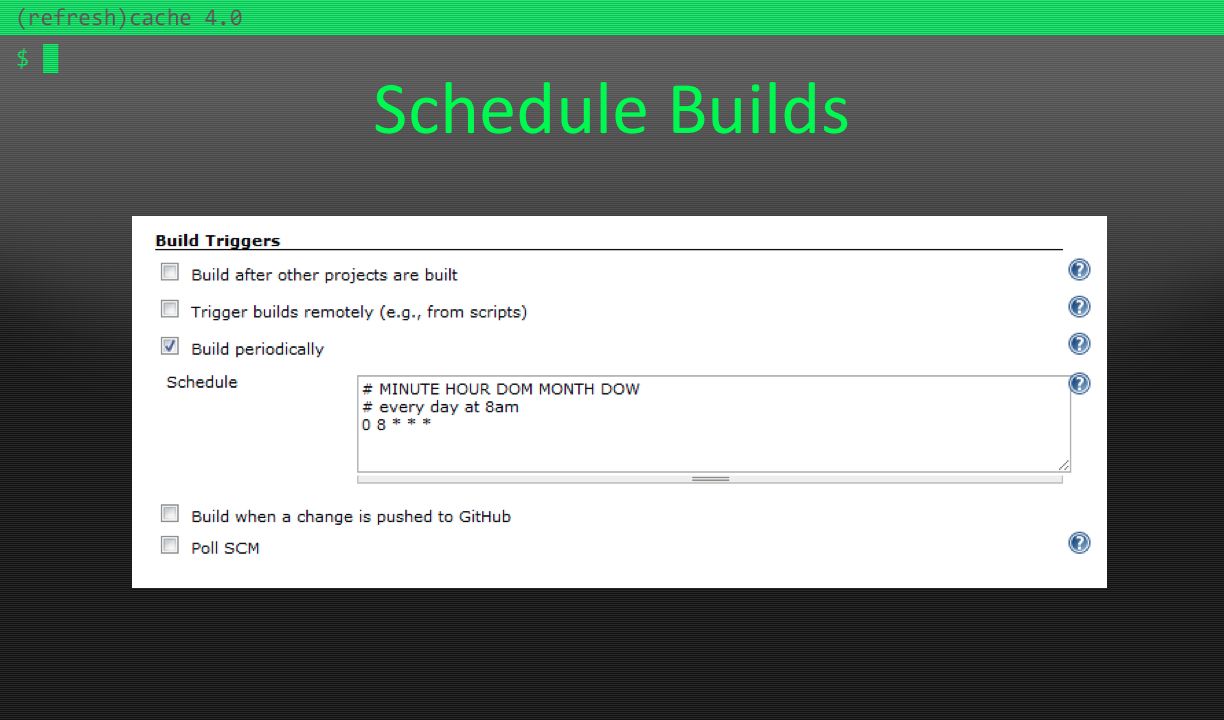 (refresh)cache 4.0
$
Schedule Builds
Build Triggers
Build after other projects are built
Trigger builds remotely (e.g., from scripts)
Build periodically
Schedule
# MINUTE HOUR DOM MONTH DOW
# every day at 8am
0 8 * * *
Build when a change is pushed to GitHub
Poll SCM